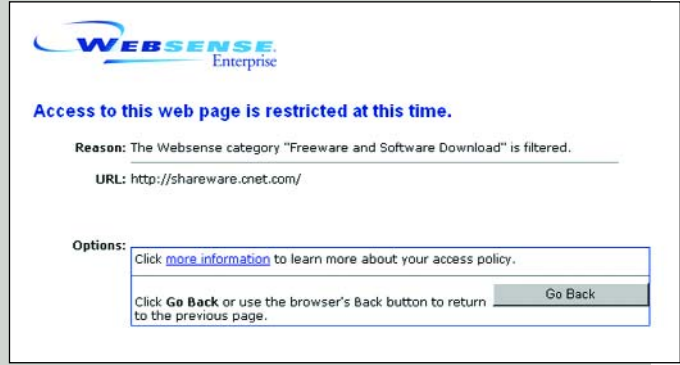 WEBSENSE.
Enterprise
Access to this web page is restricted at this time.
Reason: The Websense category "Freeware and Software Download" is filtered.
URL: http://shareware.cnet.com/
Options:
Click more information to learn more about your access policy.
Click Go Back or use the browser's Back button to return
to the previous page.
Go Back